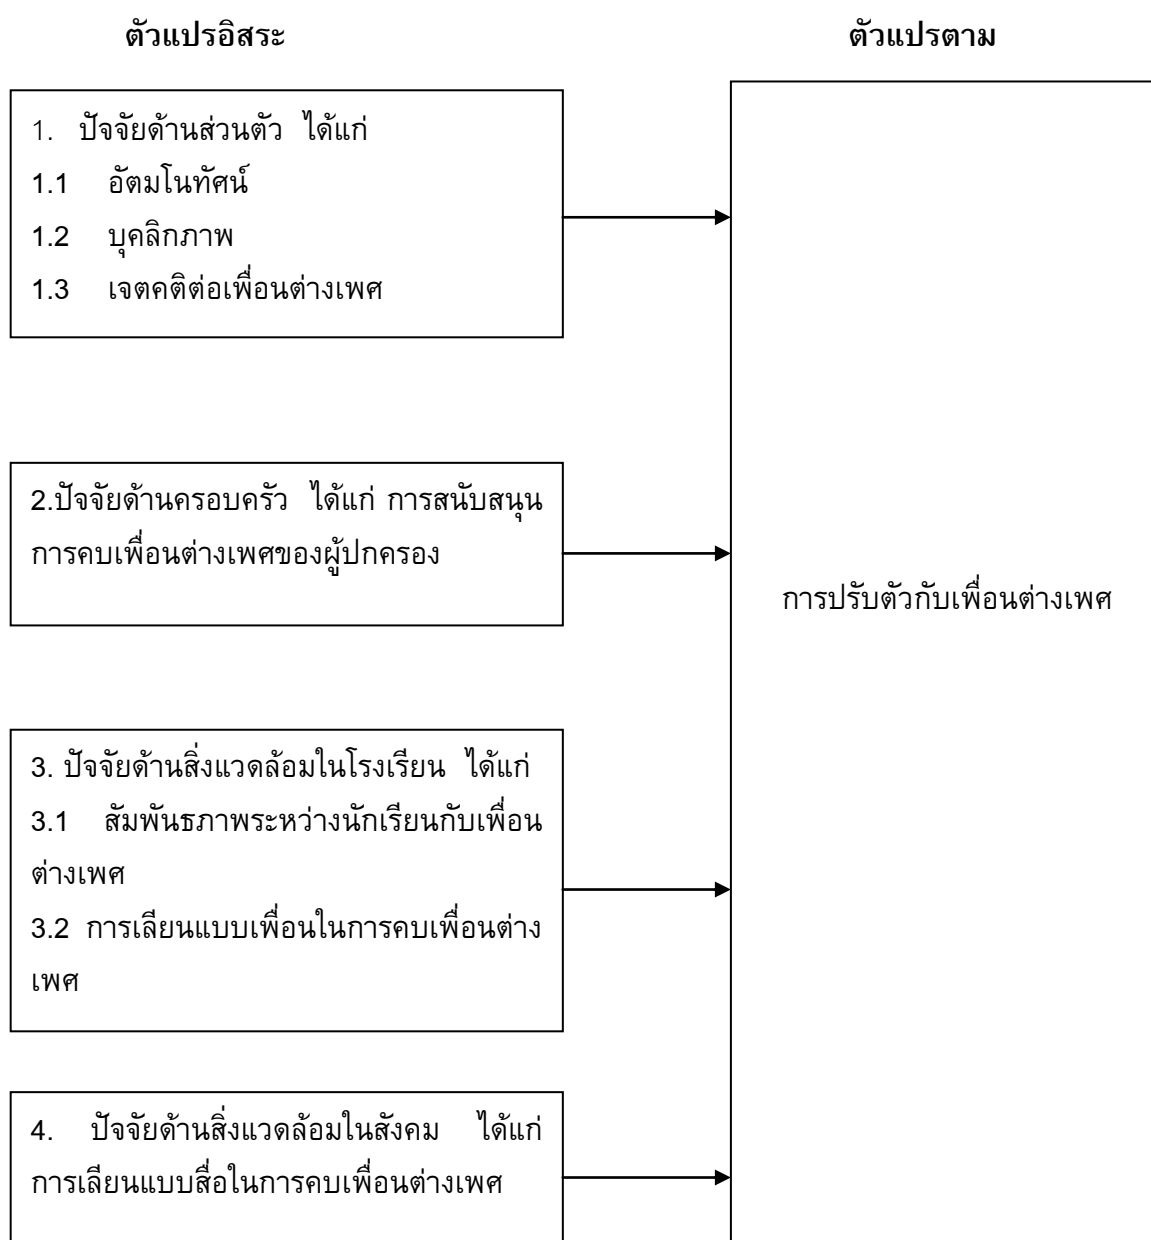 ตัวแปรอิสระ
ตัวแปรตาม
1. ปัจจัยด้านส่วนตัว ได้แก่
1.1 อัตมโนทัศน์
1.2 บุคลิกภาพ
1.3 เจตคติต่อเพื่อนต่างเพศ
2.ปัจจัยด้านครอบครัว ได้แก่ การสนับสนุน
การคบเพื่อนต่างเพศของผู้ปกครอง
การปรับตัวกับเพื่อนต่างเพศ
3. ปัจจัยด้านสิ่งแวดล้อมในโรงเรียน ได้แก่
3.1 สัมพันธภาพระหว่างนักเรียนกับเพื่อน
ต่างเพศ
3.2 การเลียนแบบเพื่อนในการคบเพื่อนต่าง
เพศ
4. ปัจจัยด้านสิ่งแวดล้อมในสังคม ได้แก่
การเลียนแบบสื่อในการคบเพื่อนต่างเพศ